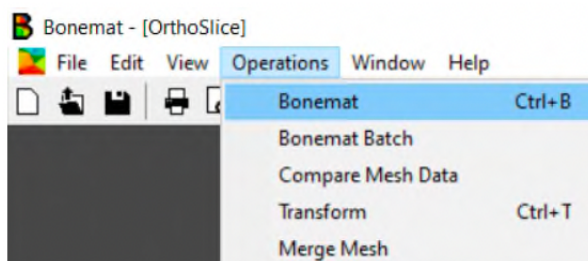 Bonemat - [OrthoSlice]
File Edit View Operations Window Help
Bonemat Ctrl+B
Bonemat Batch
Compare Mesh Data
Transform Ctrl+T
Merge Mesh